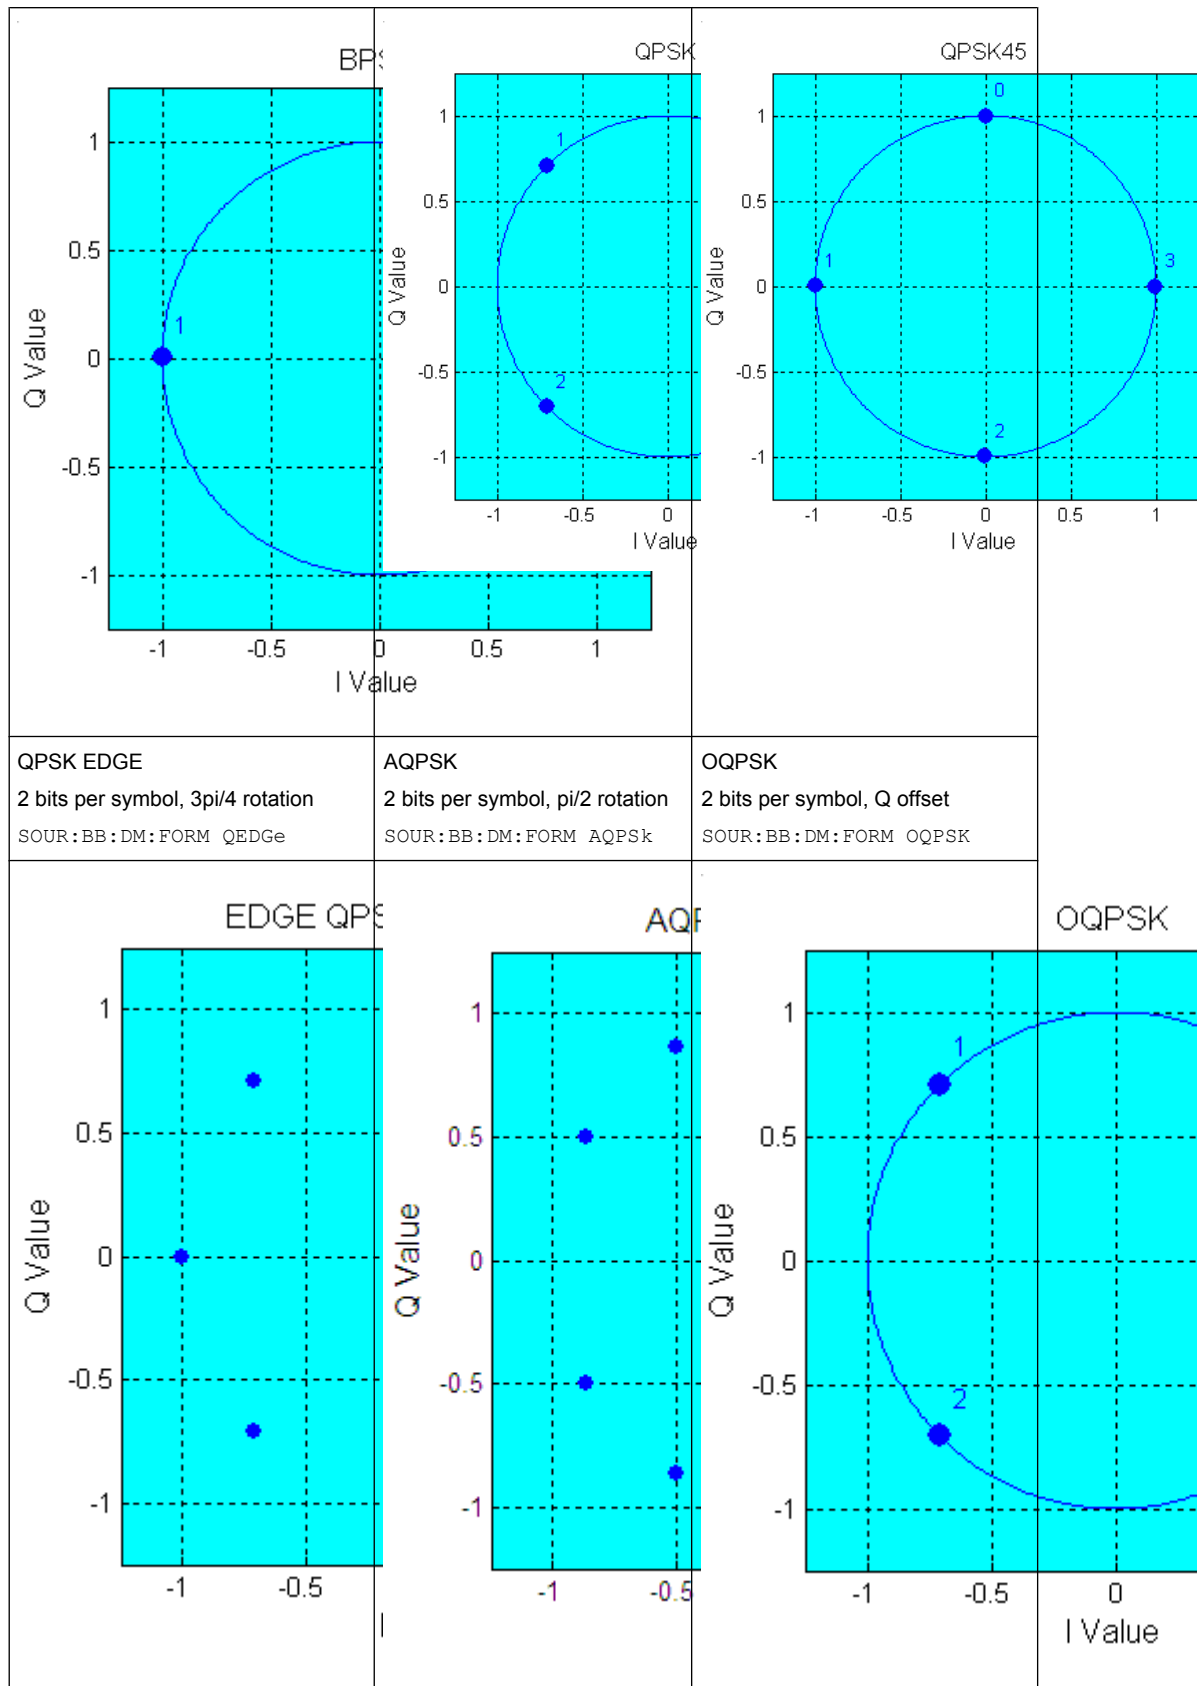 BPS
1
0.5
0
-0.5
-1
1
Q Value
-1 -0.5 0 0.5 1
I Value
QPSK
1
0.5
0
-0.5
-1
1
2
Q Value
-1 -0.5 0
I Value
QPSK45
1
0.5
0
-0.5
-1
0
1
3
2
Q Value
-1 -0.5 0 0.5 1
I Value
QPSK EDGE
2 bits per symbol, 3pi/4 rotation
SOUR:BB:DM:FORM QEDGe
AQPSK
2 bits per symbol, pi/2 rotation
SOUR:BB:DM:FORM AQPSk
OQPSK
2 bits per symbol, Q offset
SOUR:BB:DM:FORM OQPSK
EDGE QPS
1
0.5
0
-0.5
-1
Q Value
-1 -0.5
I
AQP
1
0.5
0
-0.5
-1
Q Value
-1 -0.5
OQPSK
1
0.5
0
-0.5
-1
1
2
Q Value
-1 -0.5 0
I Value